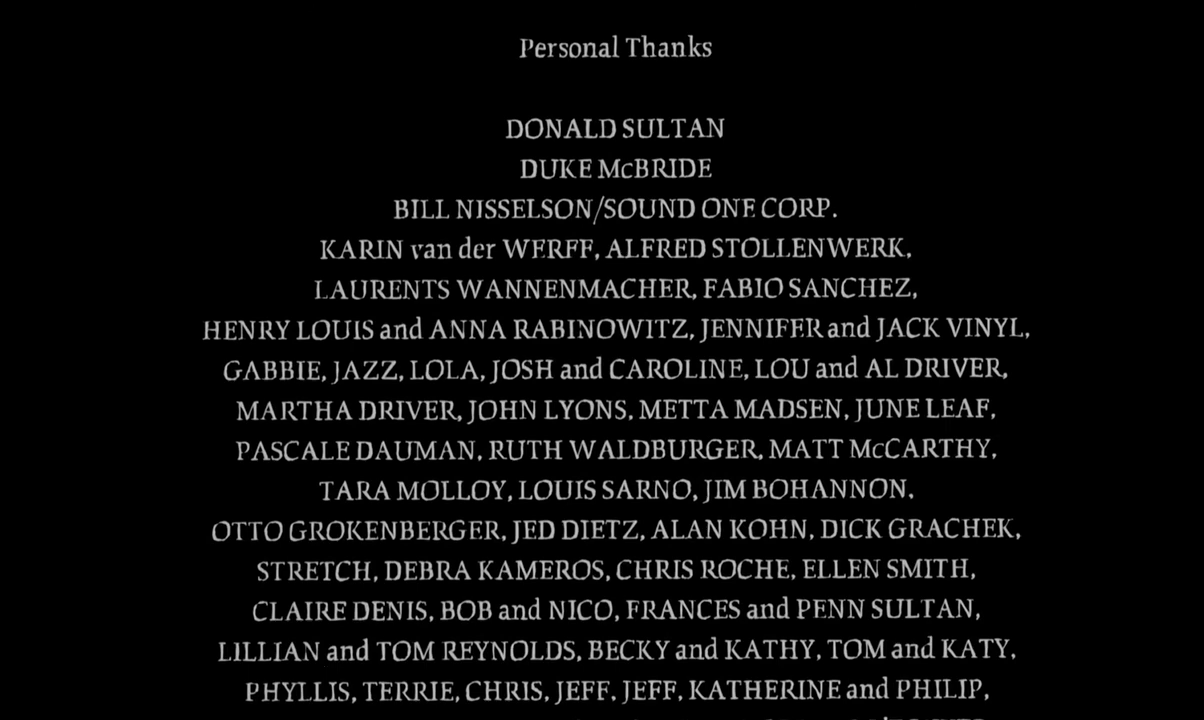 Personal Thanks
DONALD SULTAN
DUKE McBRIDE
BILL NISSELSON/SOUND ONE CORP.
KARIN van der WERFF, ALFRED STOLLENWERK,
LAURENTS WANNENMACHER, FABIO SANCHEZ,
HENRY LOUIS and ANNA RABINOWITZ, JENNIFER and JACK VINYL,
GABBIE, JAZZ, LOLA, JOSH and CAROLINE, LOU and AL DRIVER,
MARTHA DRIVER, JOHN LYONS, METTA MADSEN, JUNE LEAF,
PASCALE DAUMAN, RUTH WALDBURGER, MATT McCARTHY,
TARA MOLLOY, LOUIS SARNO, JIM BOHANNON,
OTTO GROKENBERGER, JED DIETZ, ALAN KOHN, DICK GRACHEK,
STRETCH, DEBRA KAMEROS, CHRIS ROCHE, ELLEN SMITH,
CLAIRE DENIS, BOB and NICO, FRANCES and PENN SULTAN,
LILLIAN and TOM REYNOLDS, BECKY and KATHY, TOM and KATY,
PHYLLIS, TERRIE, CHRIS, JEFF, JEFF, KATHERINE and PHILIP,